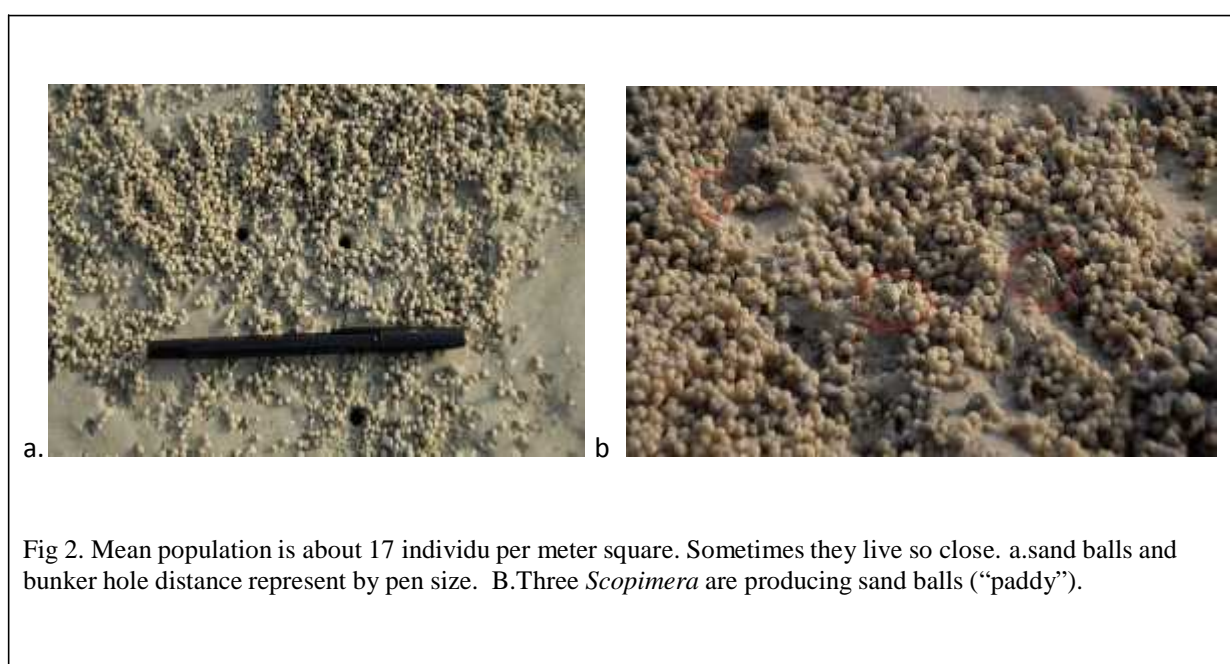 a.
b
Fig 2. Mean population is about 17 individu per meter square. Sometimes they live so close. a.sand balls and
bunker hole distance represent by pen size.  B.Three Scopimera are producing sand balls (“paddy”).